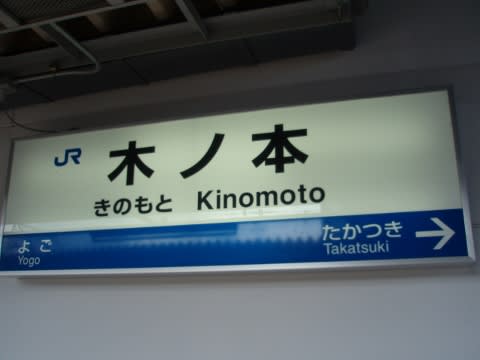 JR 木ノ本
きのもと Kinomoto
よご たかつき →
Yogo Takatsuki